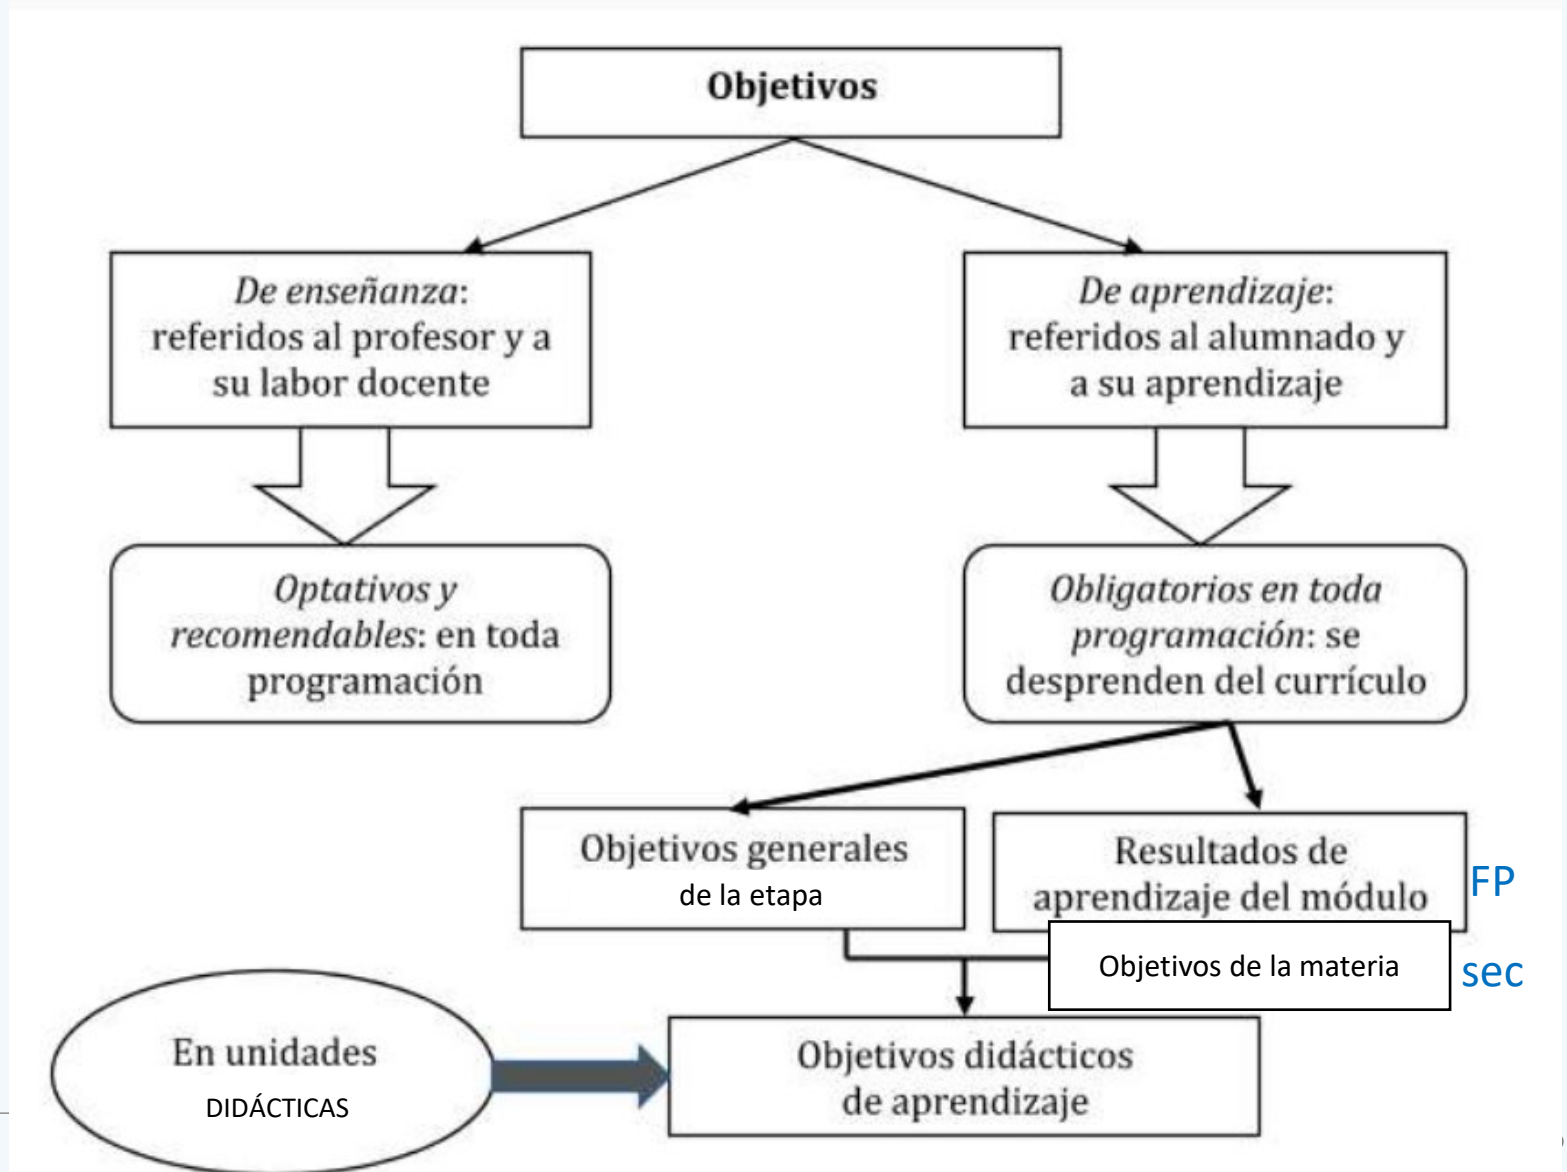 Objetivos
De enseñanza:
referidos al profesor y a
su labor docente
De aprendizaje:
referidos al alumnado y
a su aprendizaje
Optativos y
recomendables: en toda
programación
Obligatorios en toda
programación: se
desprenden del currículo
Objetivos generales
de la etapa
Resultados de
aprendizaje del módulo
FP
Objetivos de la materia
sec
En unidades
DIDÁCTICAS
Objetivos didácticos
de aprendizaje